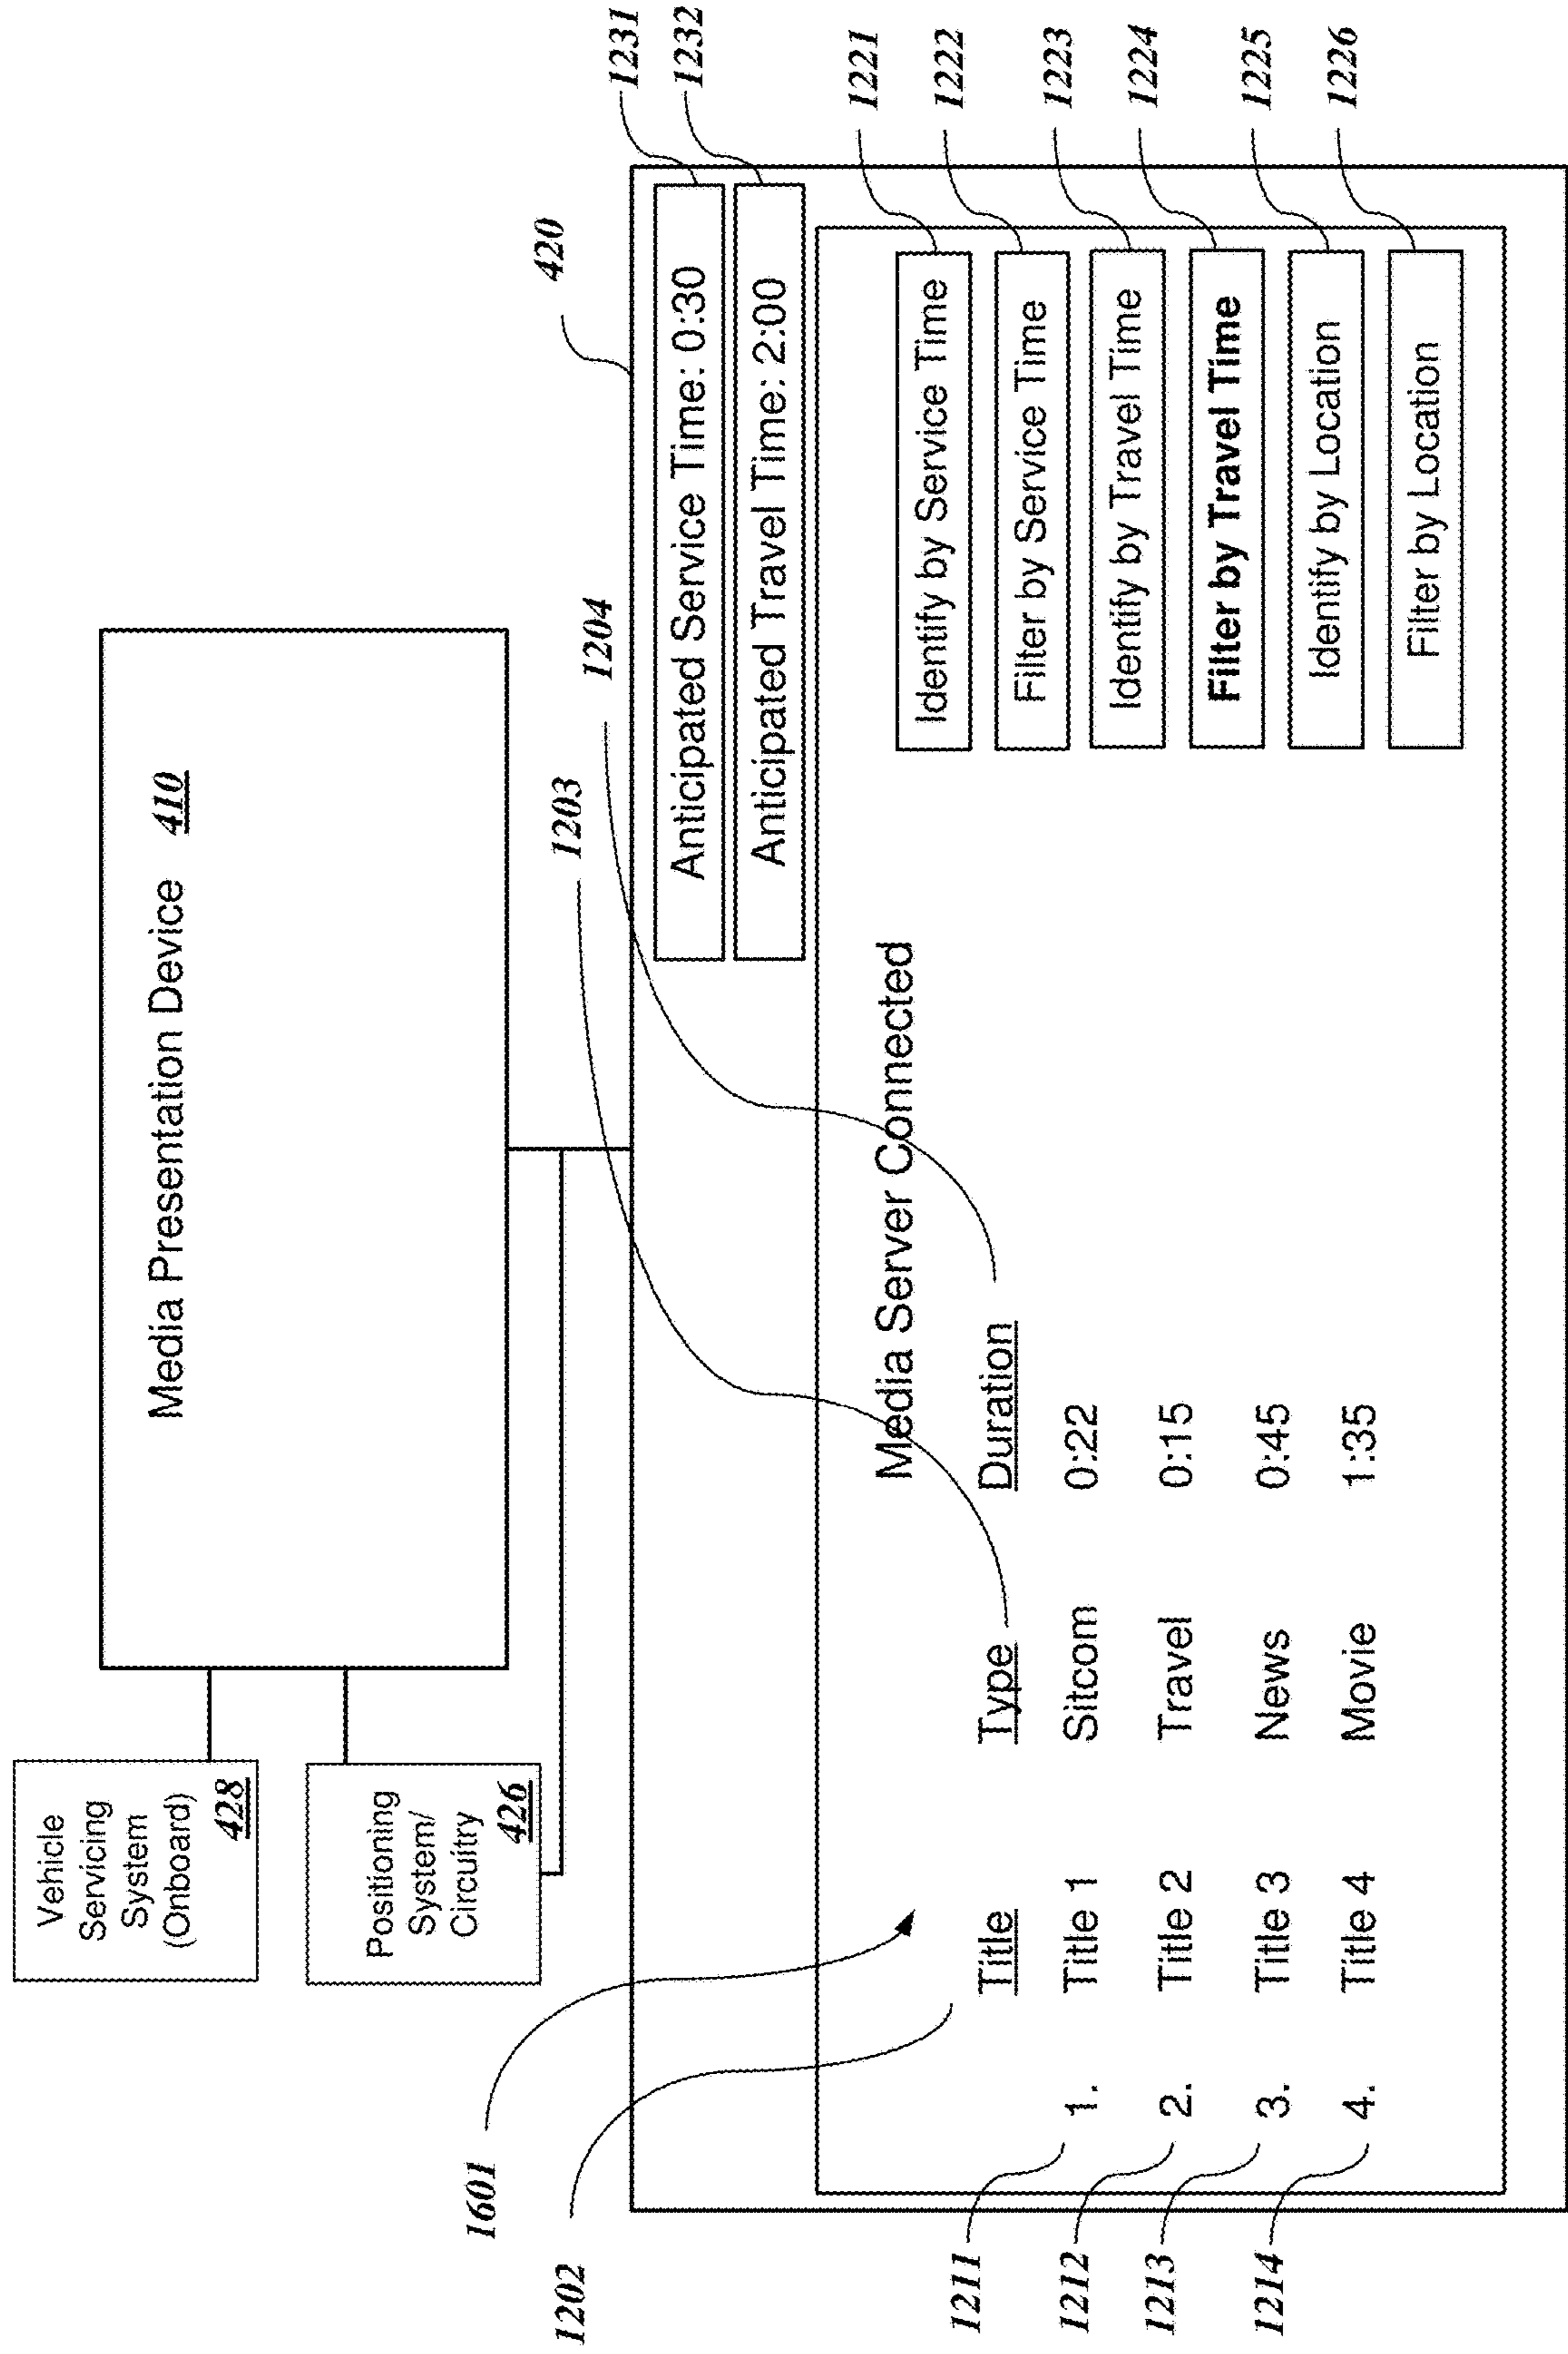 Vehicle
Servicing
System
(Onboard)
428
Positioning
System/
Circuitry
426
Media Presentation Device 410
420
1601
1202
1203
1204
Anticipated Service Time: 0:30
1231
Anticipated Travel Time: 2:00
1232
Media Server Connected
Title Type Duration
1211 1. Title 1 Sitcom 0:22
1212 2. Title 2 Travel 0:15
1213 3. Title 3 News 0:45
1214 4. Title 4 Movie 1:35
Identify by Service Time 1221
Filter by Service Time 1222
Identify by Travel Time 1223
Filter by Travel Time 1224
Identify by Location 1225
Filter by Location 1226